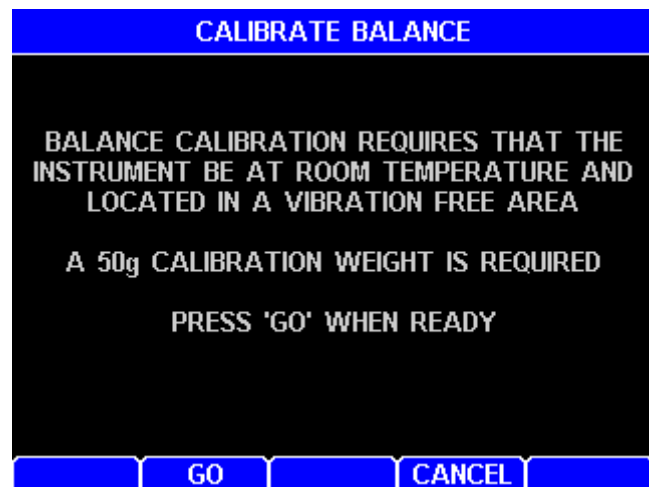 CALIBRATE BALANCE
BALANCE CALIBRATION REQUIRES THAT THE
INSTRUMENT BE AT ROOM TEMPERATURE AND
LOCATED IN A VIBRATION FREE AREA
A 50g CALIBRATION WEIGHT IS REQUIRED
PRESS 'GO' WHEN READY
GO CANCEL